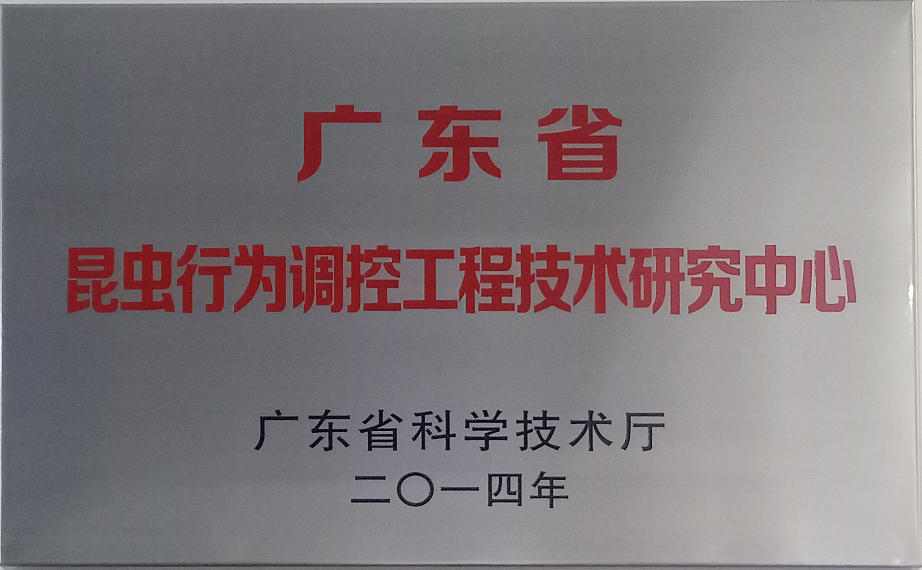 广东省
昆虫行为调控工程技术研究中心
广东省科学技术厅
二〇一四年